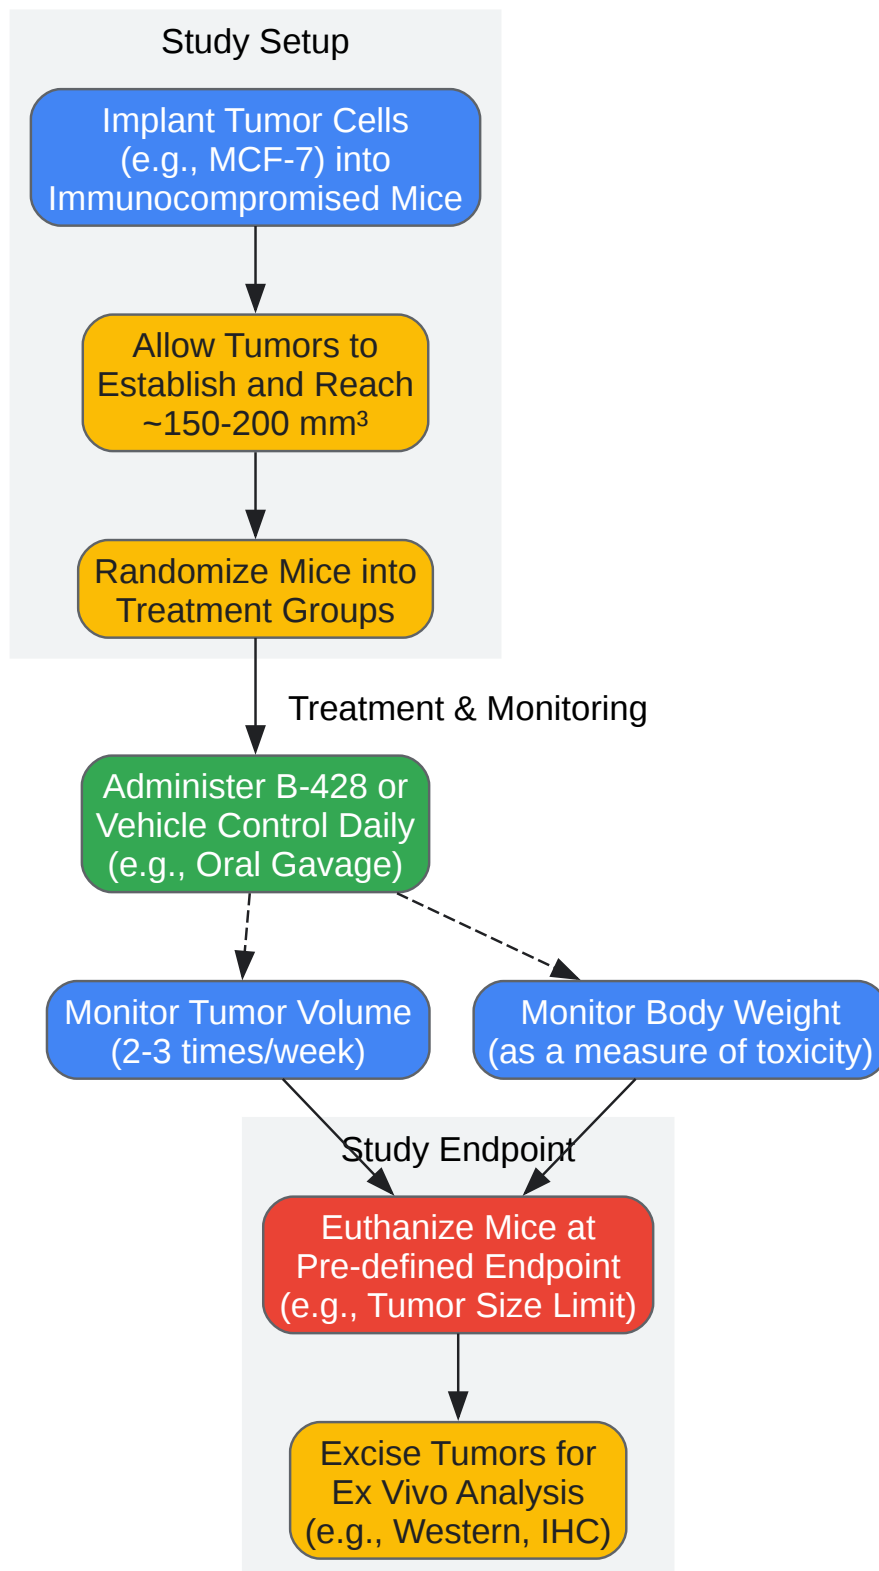 Study Setup
Implant Tumor Cells
(e.g., MCF-7) into
Immunocompromised Mice
Allow Tumors to
Establish and Reach
~150-200 mm³
Randomize Mice into
Treatment Groups
Treatment & Monitoring
Administer B-428 or
Vehicle Control Daily
(e.g., Oral Gavage)
Monitor Tumor Volume
(2-3 times/week)
Monitor Body Weight
(as a measure of toxicity)
Study Endpoint
Euthanize Mice at
Pre-defined Endpoint
(e.g., Tumor Size Limit)
Excise Tumors for
Ex Vivo Analysis
(e.g., Western, IHC)